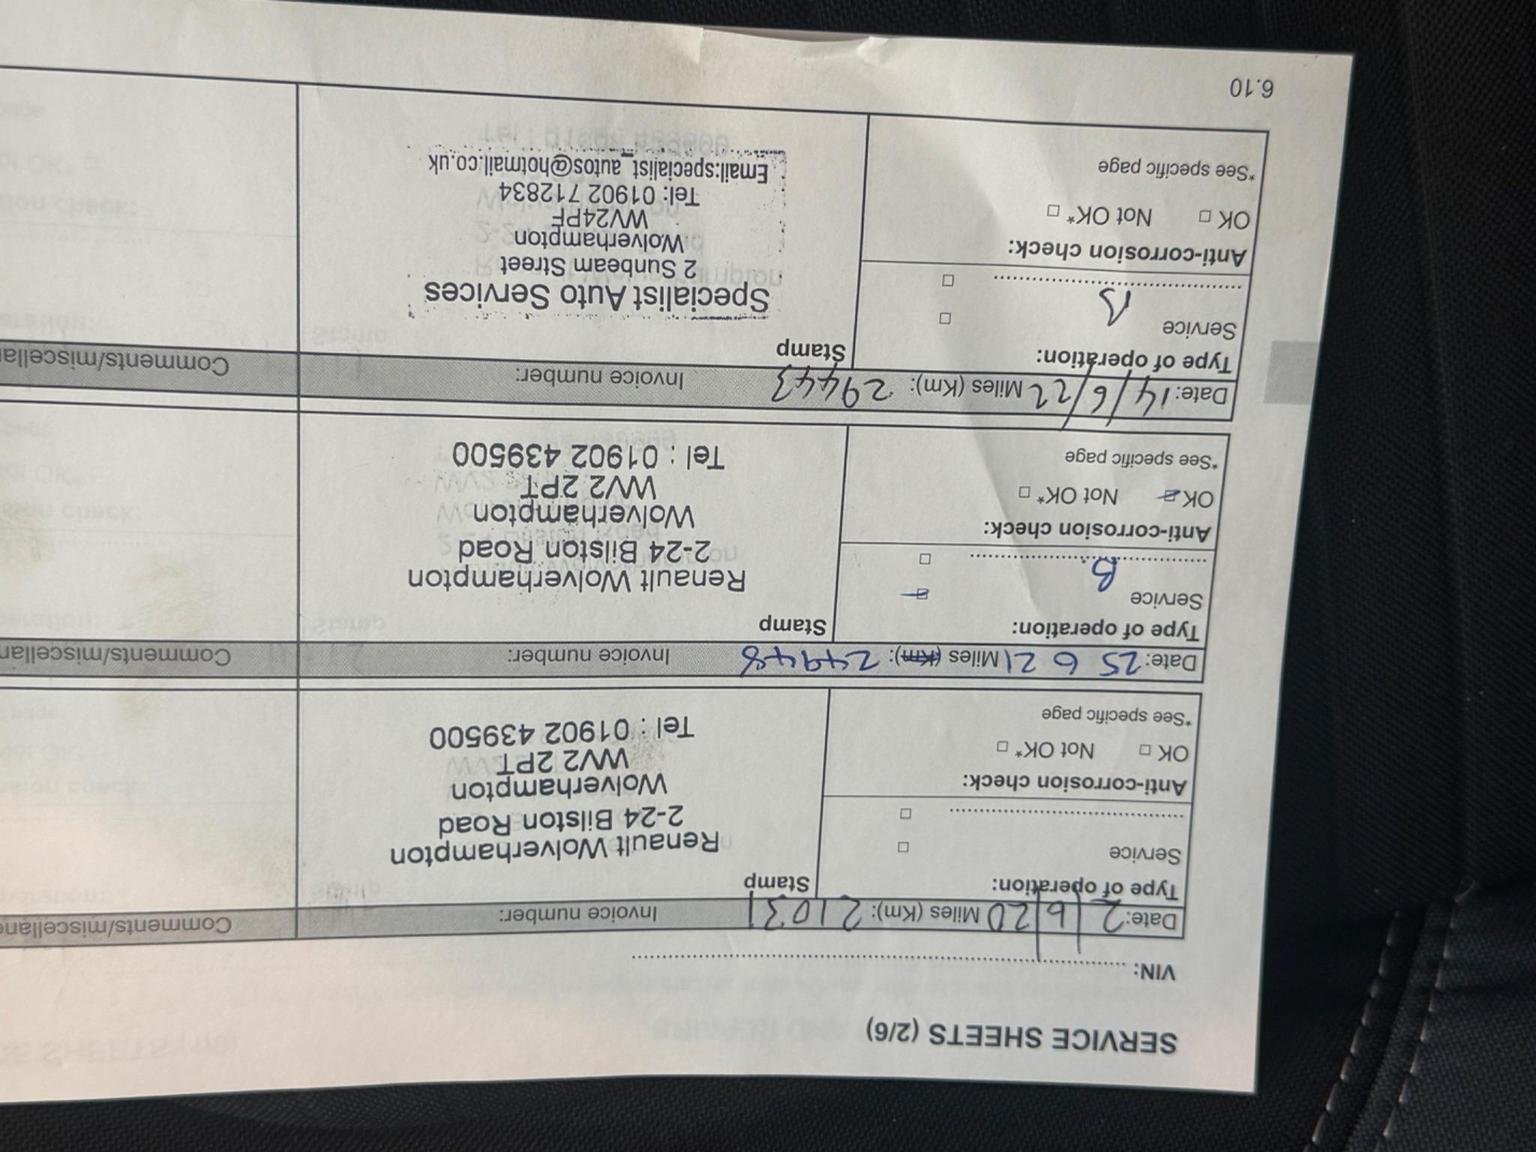 SERVICE SHEETS (2/6)
VIN:
Date: 2/6/20 Miles (Km): 21031 Invoice number: Comments/miscellane
Type of operation: Stamp
Service □
□
Anti-corrosion check:
OK □ Not OK* □
*See specific page
Renault Wolverhampton
2-24 Bilston Road
Wolverhampton
WV2 2PT
Tel : 01902 439500
Date: 25 6 21 Miles (Km): 24948 Invoice number: Comments/miscellan
Type of operation: Stamp
Service □
B □
Anti-corrosion check:
OK □ Not OK* □
*See specific page
Renault Wolverhampton
2-24 Bilston Road
Wolverhampton
WV2 2PT
Tel : 01902 439500
Date: 14/6/22 Miles (Km): 29443 Invoice number: Comments/miscella
Type of operation: Stamp
Service □
□
Anti-corrosion check:
OK □ Not OK* □
*See specific page
Specialist Auto Services
2 Sunbeam Street
Wolverhampton
WV24PF
Tel: 01902 712834
Email:specialist_autos@hotmail.co.uk
6.10